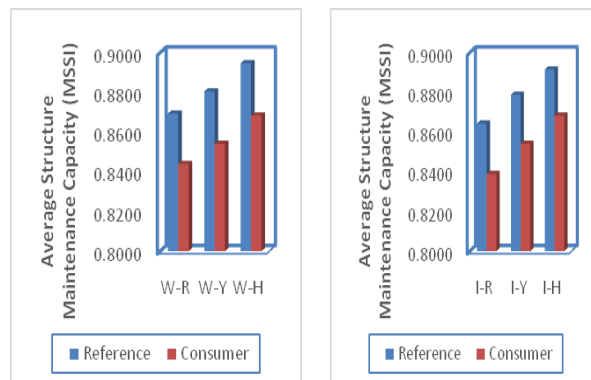 Average Structure
Maintenance Capacity (MSSI)
0.9000
0.8800
0.8600
0.8400
0.8200
0.8000
W-R W-Y W-H
Reference Consumer
Average Structure
Maintenance Capacity (MSSI)
0.9000
0.8800
0.8600
0.8400
0.8200
0.8000
I-R I-Y I-H
Reference Consumer